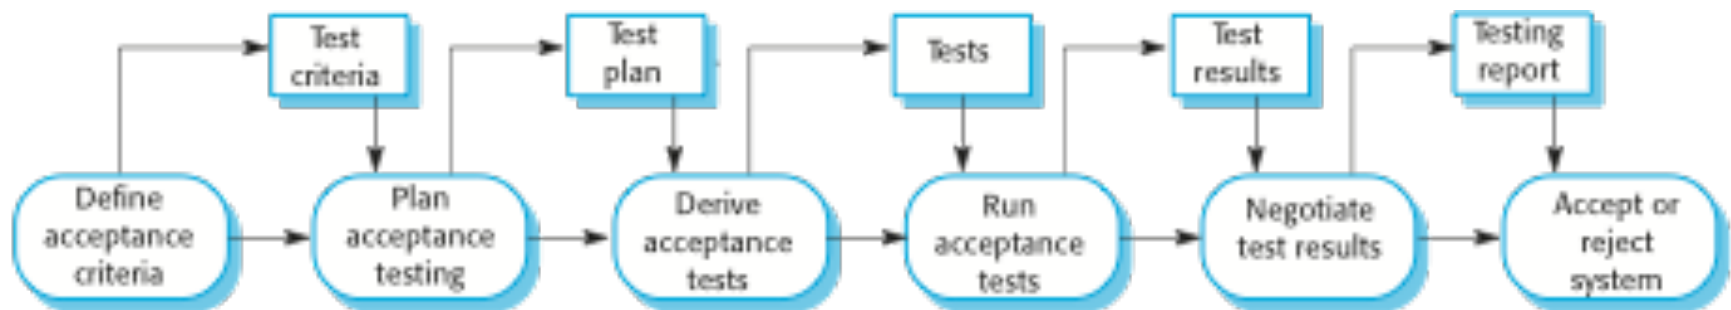 Test
criteria
Test
plan
Tests
Test
results
Testing
report
Define
acceptance
criteria
Plan
acceptance
testing
Derive
acceptance
tests
Run
acceptance
tests
Negotiate
test results
Accept or
reject
system